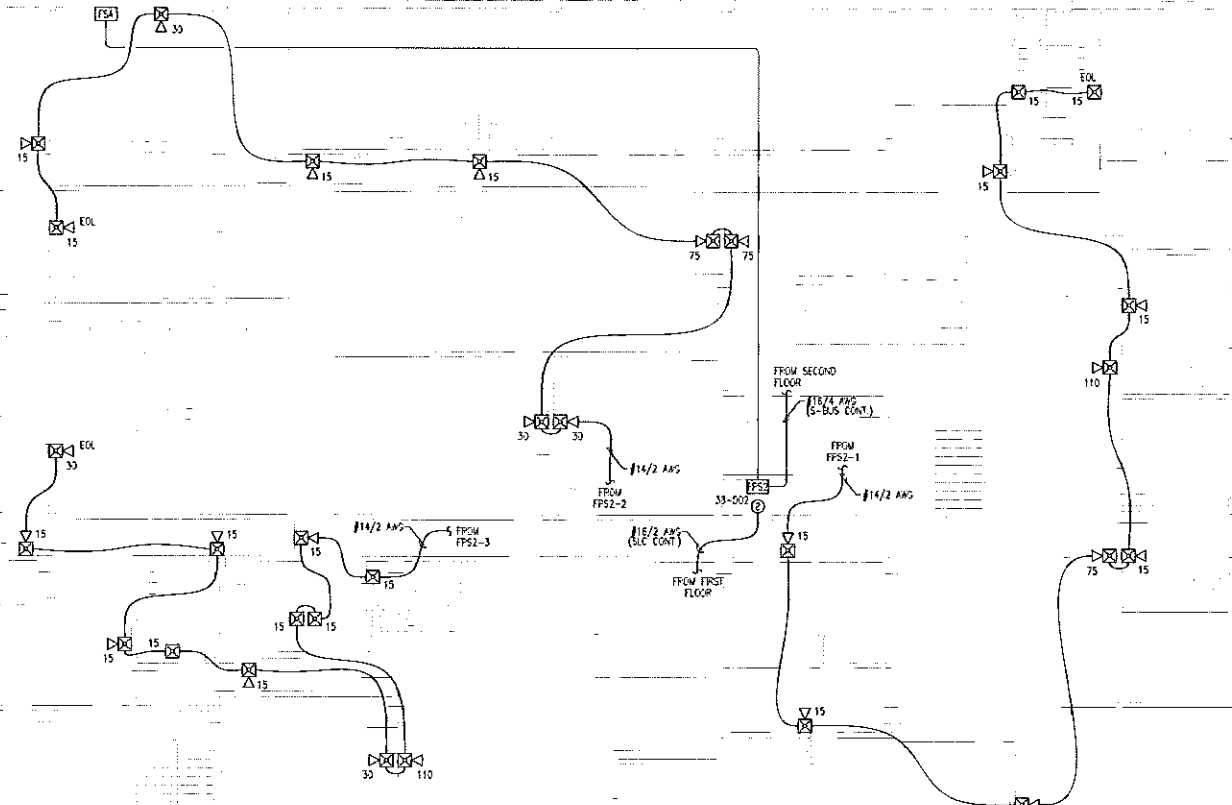 FSA
30
EOL
15
15
15
15
15
15
EOL
15
75
75
15
110
FROM SECOND
FLOOR
#18/4 AWG
(S-BUS CONT.)
30
30
#14/2 AWG
FROM
FPS2-2
FROM
FPS2-1
#14/2 AWG
EOL
30
FPS2
33-002
2
15
15
15
#14/2 AWG
FROM
FPS2-3
15
#16/2 AWG
(SLC CONT)
FROM FIRST
FLOOR
15
75
15
15
15
15
15
15
15
30
110